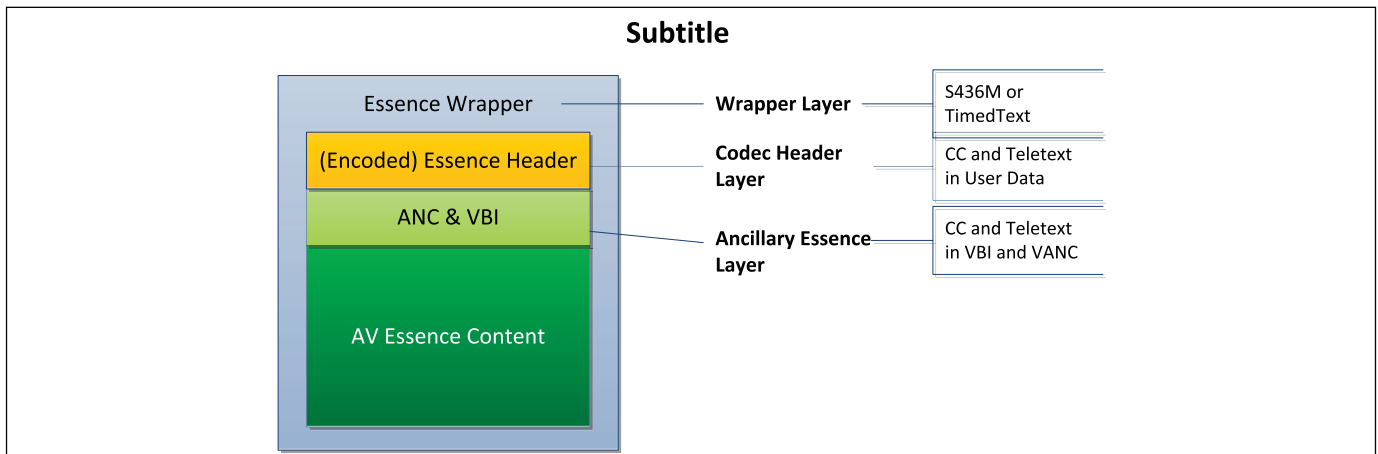 Subtitle
Essence Wrapper
Wrapper Layer
S436M or
TimedText
(Encoded) Essence Header
Codec Header
Layer
CC and Teletext
in User Data
ANC & VBI
Ancillary Essence
Layer
CC and Teletext
in VBI and VANC
AV Essence Content